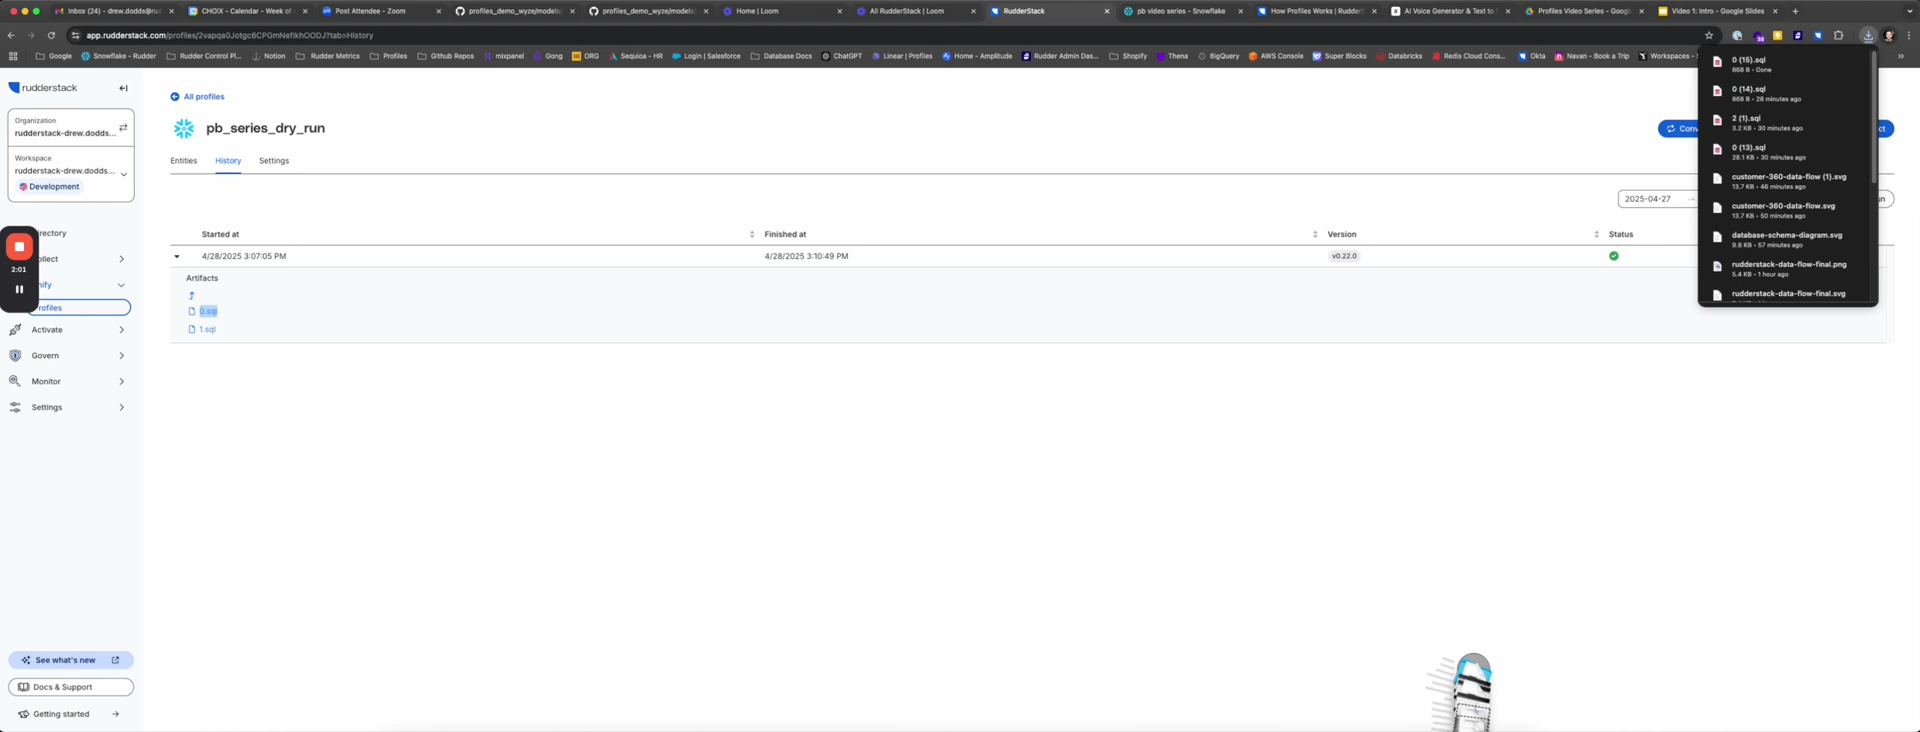 Inbox (24) - drew.dodds@ru
CHOIX - Calendar - Week of
Post Attendee - Zoom
profiles_demo_wyze/models/
profiles_demo_wyze/models/
Home | Loom
All RudderStack | Loom
RudderStack
pb video series - Snowflake
How Profiles Works | Rudder
AI Voice Generator & Text to
Profiles Video Series - Goog
Video 1: Intro - Google Slides
app.rudderstack.com/profiles/2vapqa0Jotgc6CPGmNefIkhOODJ?tab=History
Google
Snowflake - Rudder
Rudder Control Pl...
Notion
Rudder Metrics
Profiles
Github Repos
mixpanel
Gong
ORG
Sequoia - HR
Login | Salesforce
Database Docs
ChatGPT
Linear | Profiles
Home – Amplitude
Rudder Admin Das...
Shopify
Thena
BigQuery
AWS Console
Super Blocks
Databricks
Redis Cloud Cons...
Okta
Navan - Book a Trip
Workspaces -
rudderstack
Organization
rudderstack-drew.dodds...
Workspace
rudderstack-drew.dodds...
Development
irectory
ollect
nify
rofiles
Activate
Govern
Monitor
Settings
2:01
See what's new
Docs & Support
Getting started
All profiles
pb_series_dry_run
Conv
ct
Entities
History
Settings
2025-04-27
un
Started at
Finished at
Version
Status
4/28/2025 3:07:05 PM
4/28/2025 3:10:49 PM
v0.22.0
Artifacts
0.sql
1.sql
0 (15).sql
868 B • Done
0 (14).sql
868 B • 28 minutes ago
2 (1).sql
3.2 KB • 30 minutes ago
0 (13).sql
28.1 KB • 30 minutes ago
customer-360-data-flow (1).svg
13.7 KB • 46 minutes ago
customer-360-data-flow.svg
13.7 KB • 50 minutes ago
database-schema-diagram.svg
9.8 KB • 57 minutes ago
rudderstack-data-flow-final.png
5.4 KB • 1 hour ago
rudderstack-data-flow-final.svg